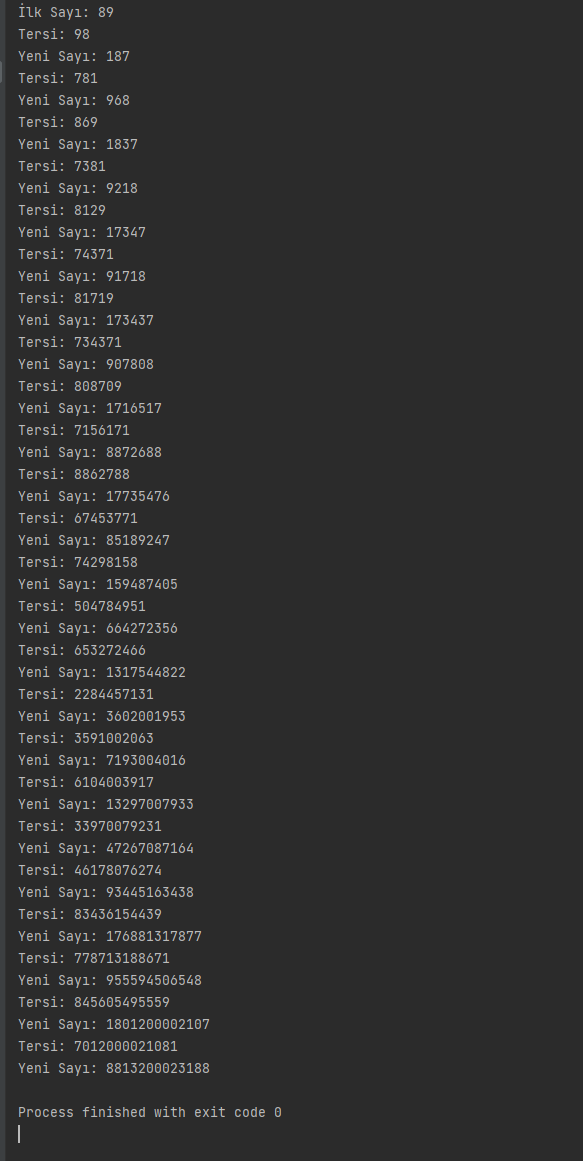 İlk Sayı: 89
Tersi: 98
Yeni Sayı: 187
Tersi: 781
Yeni Sayı: 968
Tersi: 869
Yeni Sayı: 1837
Tersi: 7381
Yeni Sayı: 9218
Tersi: 8129
Yeni Sayı: 17347
Tersi: 74371
Yeni Sayı: 91718
Tersi: 81719
Yeni Sayı: 173437
Tersi: 734371
Yeni Sayı: 907808
Tersi: 808709
Yeni Sayı: 1716517
Tersi: 7156171
Yeni Sayı: 8872688
Tersi: 8862788
Yeni Sayı: 17735476
Tersi: 67453771
Yeni Sayı: 85189247
Tersi: 74298158
Yeni Sayı: 159487405
Tersi: 504784951
Yeni Sayı: 664272356
Tersi: 653272466
Yeni Sayı: 1317544822
Tersi: 2284457131
Yeni Sayı: 3602001953
Tersi: 3591002063
Yeni Sayı: 7193004016
Tersi: 6104003917
Yeni Sayı: 13297007933
Tersi: 33970079231
Yeni Sayı: 47267087164
Tersi: 46178076274
Yeni Sayı: 93445163438
Tersi: 83436154439
Yeni Sayı: 176881317877
Tersi: 778713188671
Yeni Sayı: 955594506548
Tersi: 845605495559
Yeni Sayı: 1801200002107
Tersi: 7012000021081
Yeni Sayı: 8813200023188
Process finished with exit code 0